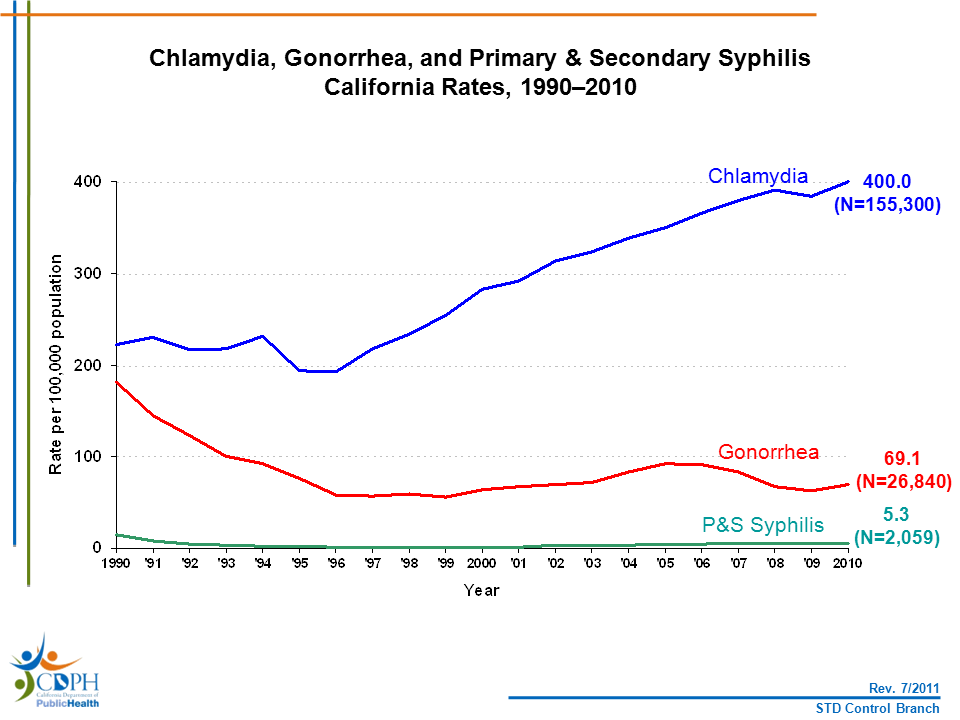 Chlamydia, Gonorrhea, and Primary & Secondary Syphilis
California Rates, 1990–2010
Chlamydia
400.0
(N=155,300)
Gonorrhea
69.1
(N=26,840)
P&S Syphilis
5.3
(N=2,059)
Rate per 100,000 population
400
300
200
100
0
1990 '91 '92 '93 '94 '95 '96 '97 '98 '99 2000 '01 '02 '03 '04 '05 '06 '07 '08 '09 2010
Year
CDPH
California Department of
PublicHealth
Rev. 7/2011
STD Control Branch